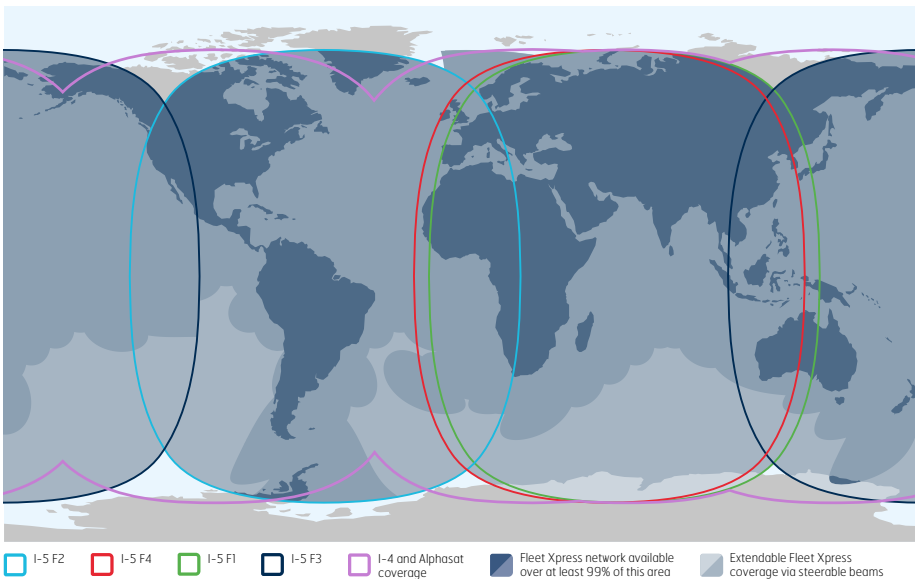 I-5 F2
I-5 F4
I-5 F1
I-5 F3
I-4 and Alphasat
coverage
Fleet Xpress network available
over at least 99% of this area
Extendable Fleet Xpress
coverage via steerable beams